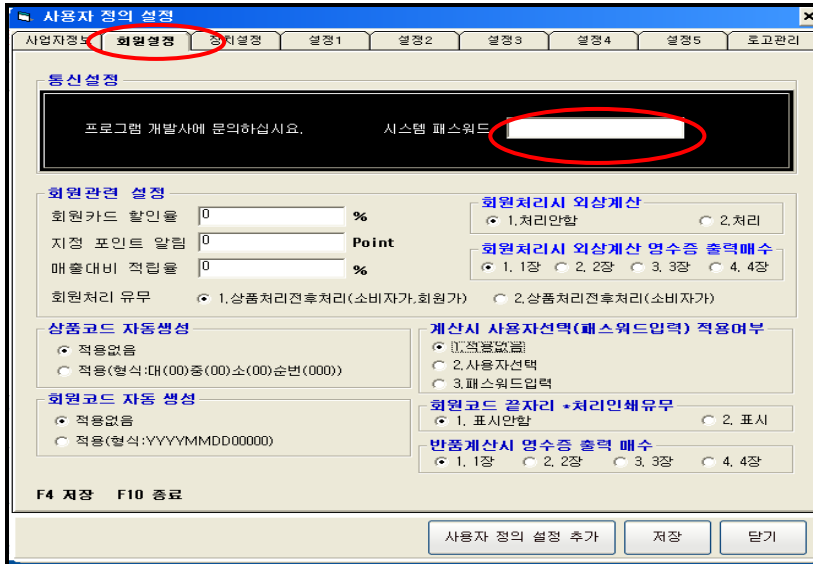 사용자 정의 설정
사업자정보 회원설정 장치설정 설정1 설정2 설정3 설정4 설정5 로고관리
통신설정
프로그램 개발사에 문의하십시요. 시스템 패스워드
회원관련 설정
회원카드 할인율 0 %
지정 포인트 알림 0 Point
매출대비 적립율 0 %
회원처리시 외상계산
1.처리안함 2.처리
회원처리시 외상계산 영수증 출력매수
1. 1장 2. 2장 3. 3장 4. 4장
회원처리 유무 1.상품처리전후처리(소비자가,회원가) 2.상품처리전후처리(소비자가)
상품코드 자동생성
적용없음
적용(형식:대(00)중(00)소(00)순번(000))
계산시 사용자선택(패스워드입력) 적용여부
1.적용없음
2.사용자선택
3.패스워드입력
회원코드 자동 생성
적용없음
적용(형식:YYYYMMDD00000)
회원코드 끝자리 *처리인쇄유무
1. 표시안함 2. 표시
반품계산시 영수증 출력 매수
1. 1장 2. 2장 3. 3장 4. 4장
F4 저장 F10 종료
사용자 정의 설정 추가 저장 닫기